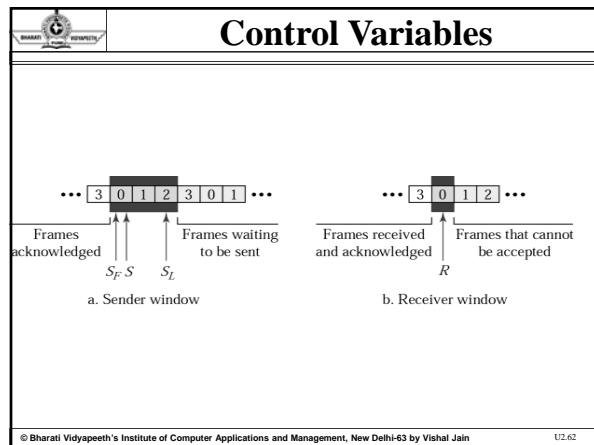 BHARATI VIDYAPEETH
PUNE
Control Variables
••• 3 0 1 2 3 0 1 •••
Frames acknowledged
Frames waiting to be sent
S_F S S_L
a. Sender window
••• 3 0 1 2 •••
Frames received and acknowledged
Frames that cannot be accepted
R
b. Receiver window
© Bharati Vidyapeeth's Institute of Computer Applications and Management, New Delhi-63 by Vishal Jain
U2.62